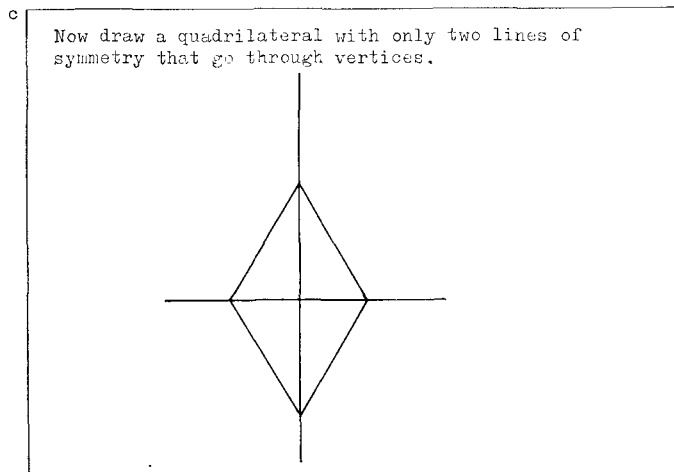 c
Now draw a quadrilateral with only two lines of
symmetry that go through vertices.